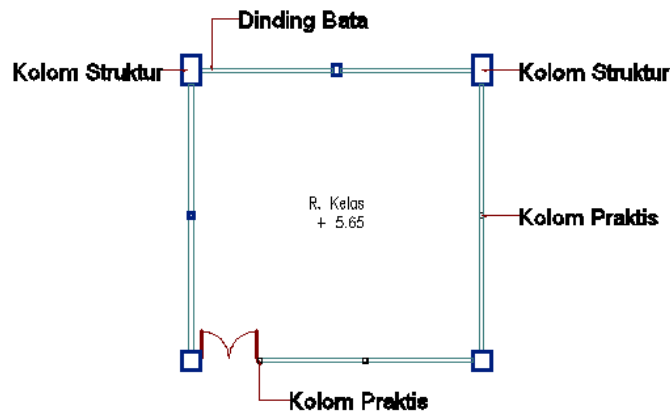 Dinding Bata
Kolom Struktur
Kolom Struktur
R. Kelas
+ 5.65
Kolom Praktis
Kolom Praktis